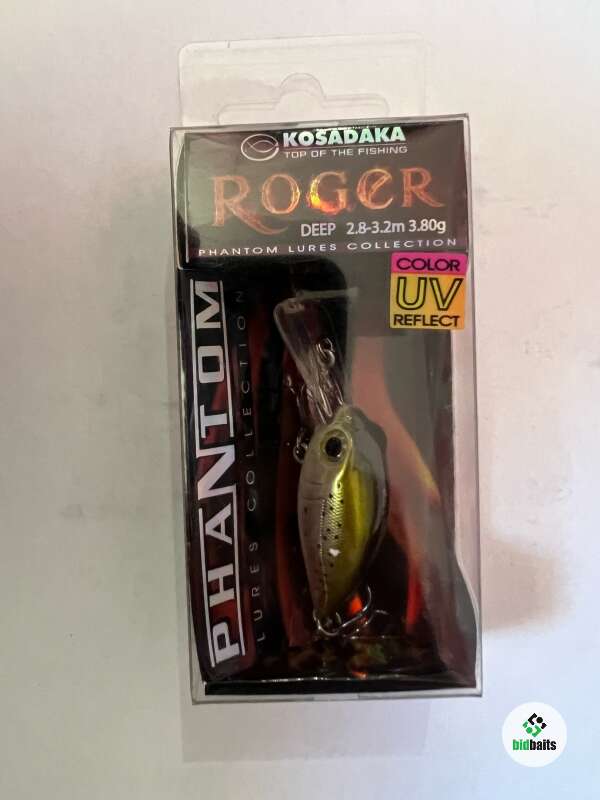 KOSADAKA
TOP OF THE FISHING
ROGER
DEEP 2.8-3.2m 3.80g
PHANTOM LURES COLLECTION
COLOR
UV
REFLECT
PHANTOM
LURES COLLECTION
bidbaits